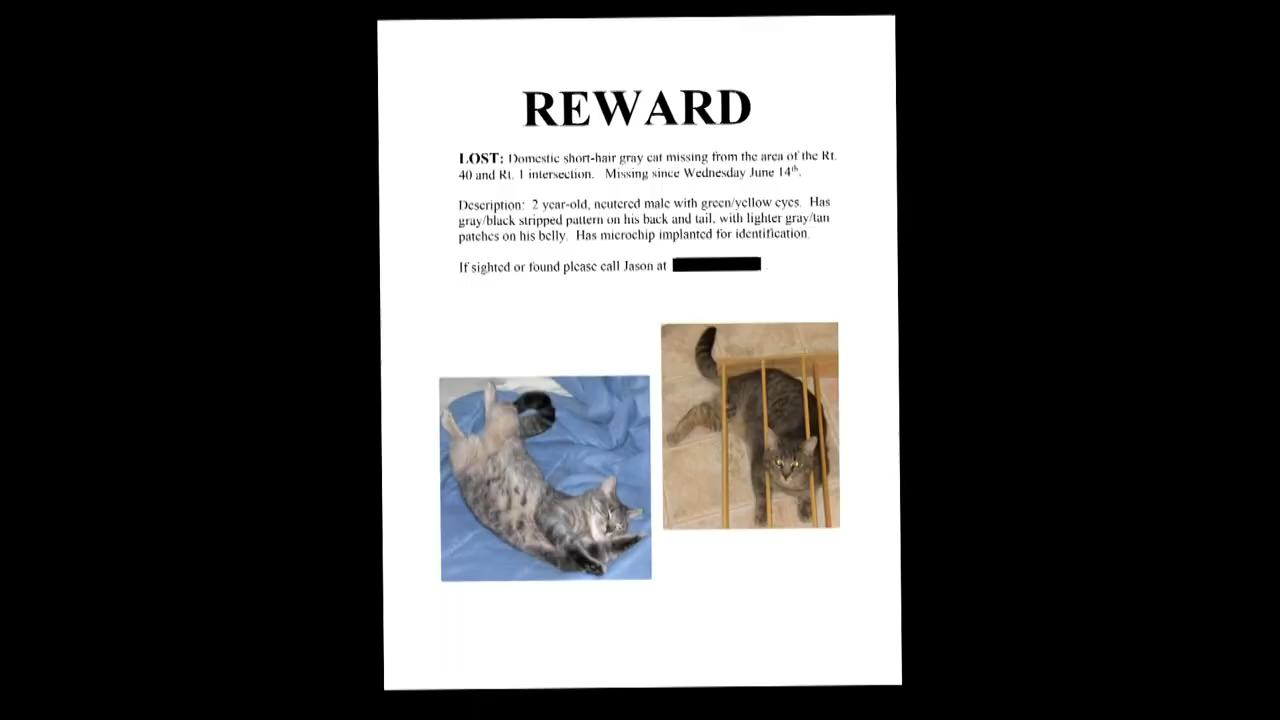 REWARD
LOST: Domestic short-hair gray cat missing from the area of the Rt.
40 and Rt. 1 intersection. Missing since Wednesday June 14th.
Description: 2 year-old, neutered male with green/yellow eyes. Has
gray/black stripped pattern on his back and tail, with lighter gray/tan
patches on his belly. Has microchip implanted for identification.
If sighted or found please call Jason at .